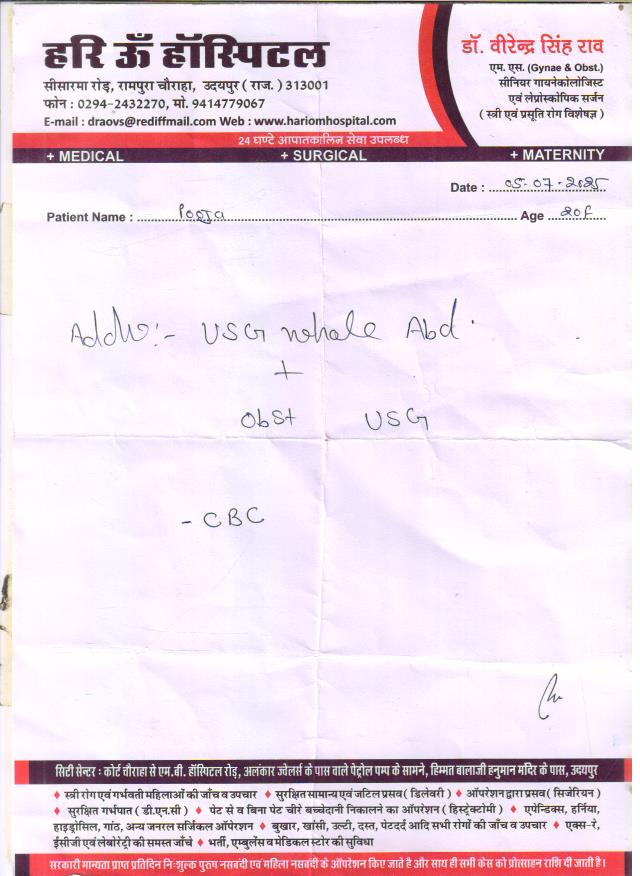 हरि ऊँ हॉस्पिटल
सीसारमा रोड़, रामपुरा चौराहा, उदयपुर ( राज. ) 313001
फोन : 0294-2432270, मो. 9414779067
E-mail : draovs@rediffmail.com Web : www.hariomhospital.com
डॉ. वीरेन्द्र सिंह राव
एम. एस. (Gynae & Obst.)
सीनियर गायनेकोलोजिस्ट
एवं लेप्रोस्कोपिक सर्जन
( स्त्री एवं प्रसूति रोग विशेषज्ञ )
24 घण्टे आपातकालिन सेवा उपलब्ध
+ MEDICAL + SURGICAL + MATERNITY
Date : 05-07-2025
Patient Name : Pooja Age 20F
USG whole Abd.
+
Obst USG
- CBC
सिटी सेन्टर : कोर्ट चौराहा से एम.बी. हॉस्पिटल रोड़, अलंकार ज्वेलर्स के पास वाले पेट्रोल पम्प के सामने, हिम्मत बालाजी हनुमान मंदिर के पास, उदयपुर
♦ स्त्री रोग एवं गर्भवती महिलाओं की जाँच व उपचार ♦ सुरक्षित सामान्य एवं जटिल प्रसव ( डिलेवरी ) ♦ ऑपरेशन द्वारा प्रसव ( सिजेरियन )
♦ सुरक्षित गर्भपात ( डी.एन.सी ) ♦ पेट से व बिना पेट चीरे बच्चेदानी निकालने का ऑपरेशन ( हिस्ट्रेक्टोमी ) ♦ एपेन्डिक्स, हर्निया,
हाइड्रोसिल, गांठ, अन्य जनरल सर्जिकल ऑपरेशन ♦ बुखार, खांसी, उल्टी, दस्त, पेटदर्द आदि सभी रोगों की जाँच व उपचार ♦ एक्स-रे,
ईसीजी एवं लेबोरेट्री की समस्त जाँचे ♦ भर्ती, एम्बुलेंस व मेडिकल स्टोर की सुविधा
सरकारी मान्यता प्राप्त प्रतिदिन निःशुल्क पुरुष नसबंदी एवं महिला नसबंदी के ऑपरेशन किए जाते है और साथ ही सभी केस को प्रोत्साहन राशि दी जाती है।